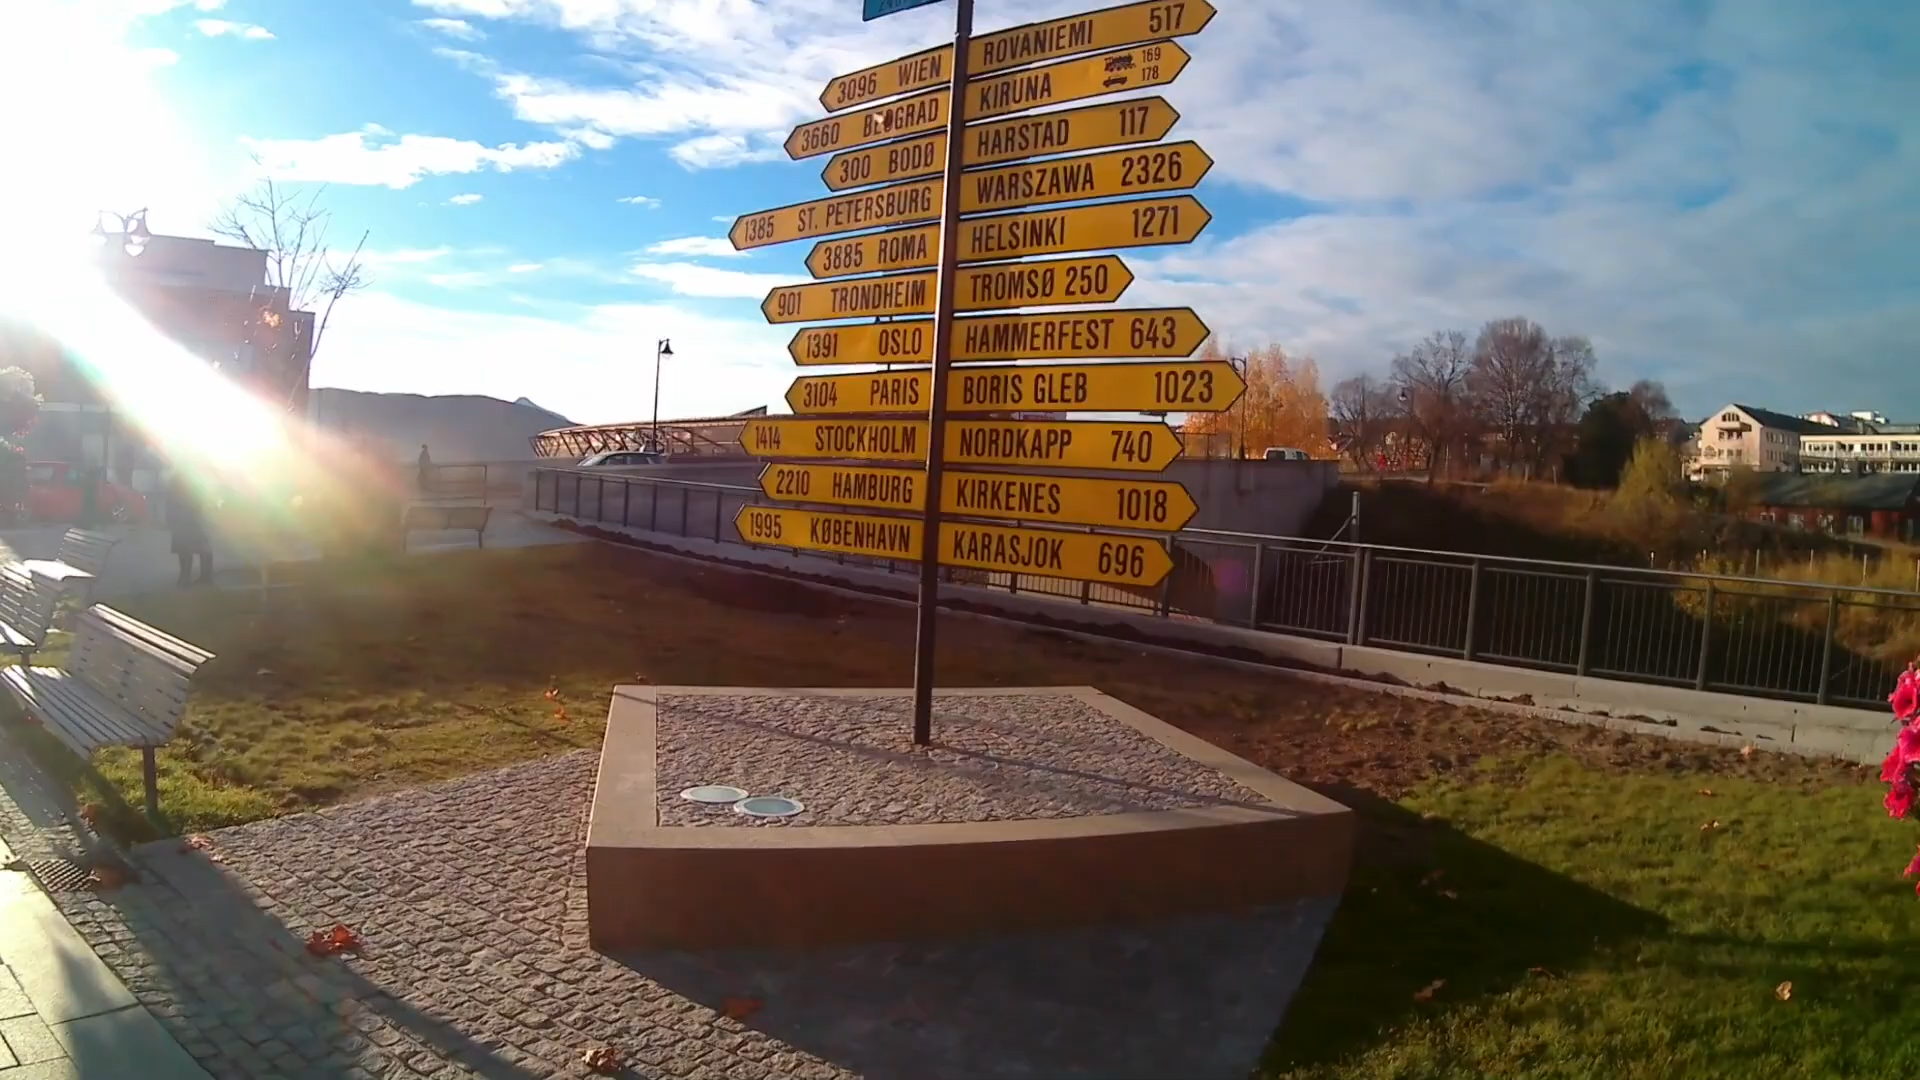 ROVANIEMI 517
3096 WIEN
KIRUNA 169 178
3660 BEOGRAD
HARSTAD 117
300 BODØ
WARSZAWA 2326
1385 ST. PETERSBURG
HELSINKI 1271
3885 ROMA
TROMSØ 250
901 TRONDHEIM
HAMMERFEST 643
1391 OSLO
BORIS GLEB 1023
3104 PARIS
NORDKAPP 740
1414 STOCKHOLM
KIRKENES 1018
2210 HAMBURG
KARASJOK 696
1995 KØBENHAVN